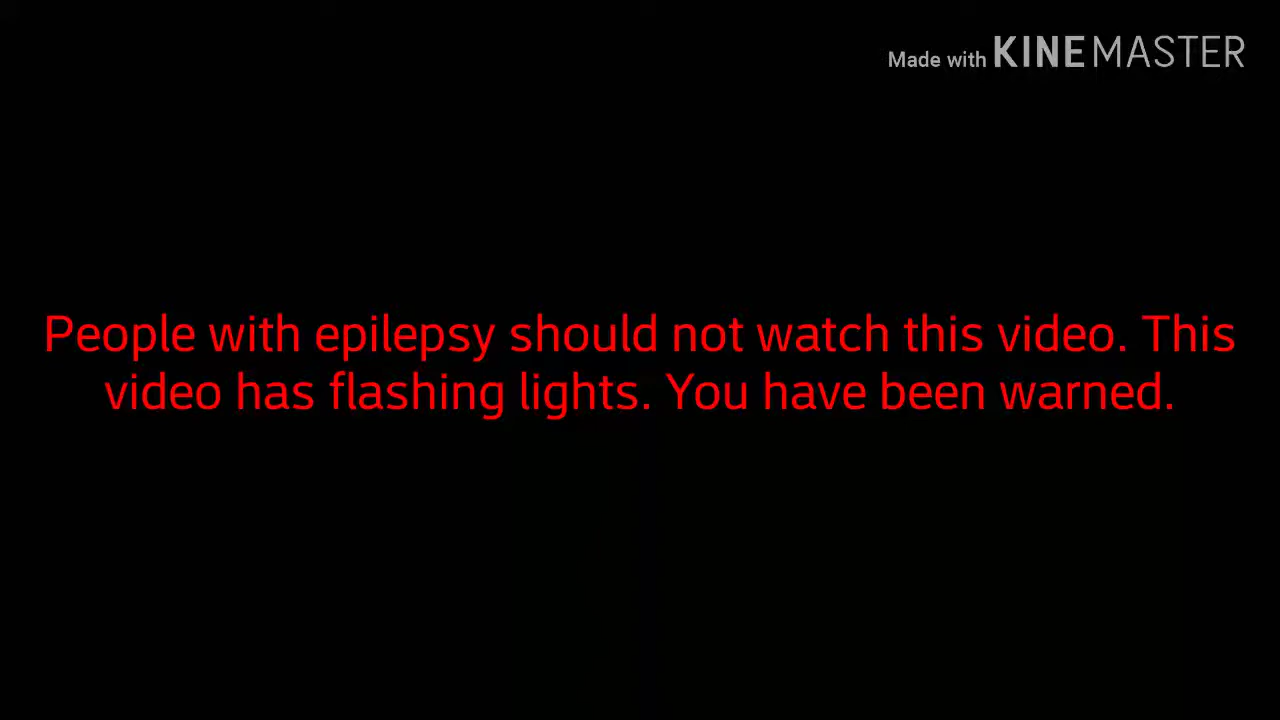 Made with KINEMASTER
People with epilepsy should not watch this video. This
video has flashing lights. You have been warned.